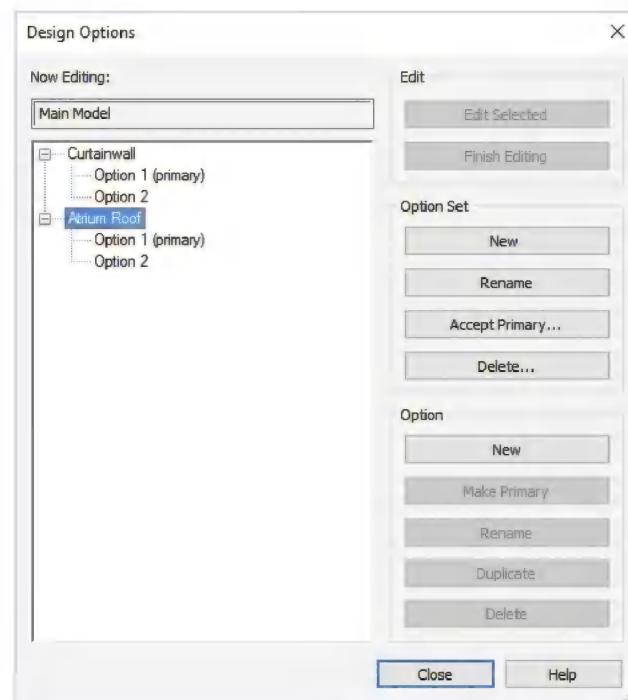 Design Options
Now Editing:
Main Model
Curtainwall
Option 1 (primary)
Option 2
Atrium Roof
Option 1 (primary)
Option 2
Edit
Edit Selected
Finish Editing
Option Set
New
Rename
Accept Primary...
Delete...
Option
New
Make Primary
Rename
Duplicate
Delete
Close
Help